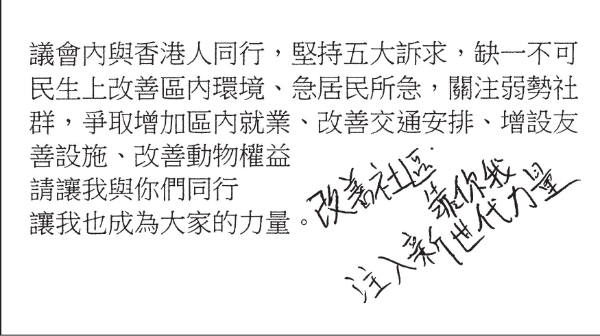 議會內與香港人同行，堅持五大訴求，缺一不可
民生上改善區內環境、急居民所急，關注弱勢社
群，爭取增加區內就業、改善交通安排、增設友
善設施、改善動物權益
請讓我與你們同行
讓我也成為大家的力量。
改善社區
靠你我
注入新世代力量